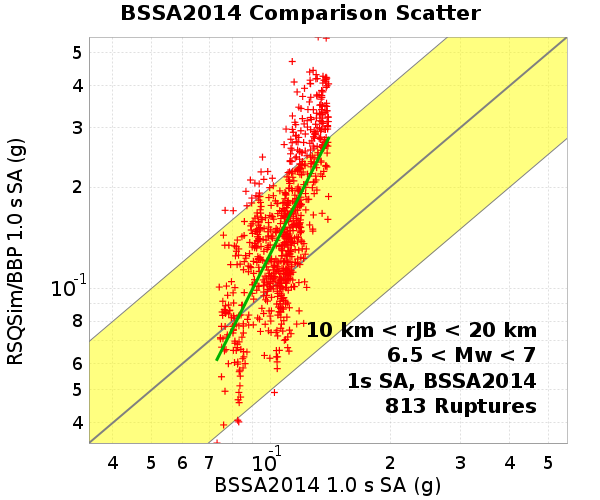 BSSA2014 Comparison Scatter
RSQSim/BBP 1.0 s SA (g)
5
4
3
2
10-1
8
6
5
4
10 km < rJB < 20 km
6.5 < Mw < 7
1s SA, BSSA2014
813 Ruptures
4 5 6 7 10-1 2 3 4 5
BSSA2014 1.0 s SA (g)